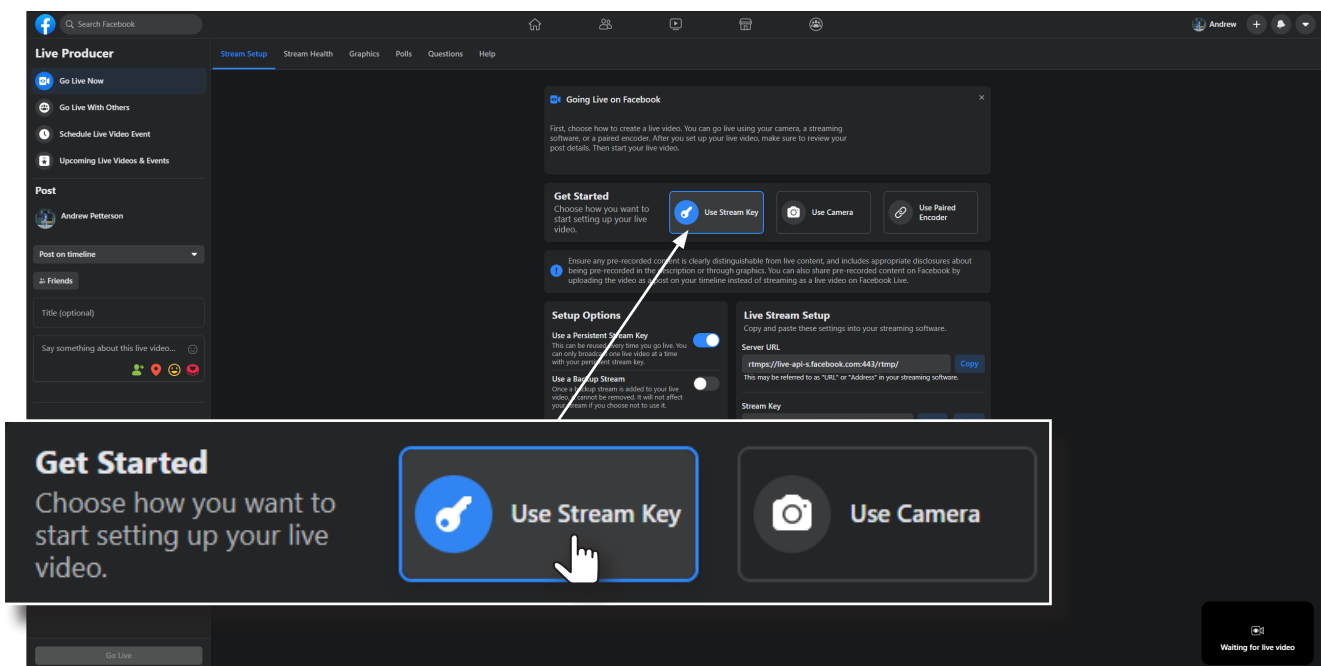 Search Facebook
Andrew
Live Producer
Stream Setup
Stream Health
Graphics
Polls
Questions
Help
Go Live Now
Go Live With Others
Schedule Live Video Event
Upcoming Live Videos & Events
Post
Andrew Petterson
Post on timeline
Friends
Title (optional)
Say something about this live video...
Going Live on Facebook
First, choose how to create a live video. You can go live using your camera, a streaming
software, or a paired encoder. After you set up your live video, make sure to review your
post details. Then start your live video.
Get Started
Choose how you want to
start setting up your live
video.
Use Stream Key
Use Camera
Use Paired
Encoder
Ensure any pre-recorded content is clearly distinguishable from live content, and includes appropriate disclosures about
being pre-recorded in the description or through graphics. You can also share pre-recorded content on Facebook by
uploading the video as a post on your timeline instead of streaming as a live video on Facebook Live.
Setup Options
Use a Persistent Stream Key
This can be reused every time you go live. You
can only broadcast one live video at a time
with your persistent stream key.
Use a Backup Stream
Once a backup stream is added to your live
video, it cannot be removed. It will not affect
your stream if you choose not to use it.
Live Stream Setup
Copy and paste these settings into your streaming software.
Server URL
rtmps://live-api-s.facebook.com:443/rtmp/
Copy
This may be referred to as "URL" or "Address" in your streaming software.
Stream Key
Get Started
Choose how you want to
start setting up your live
video.
Use Stream Key
Use Camera
Go Live
Waiting for live video